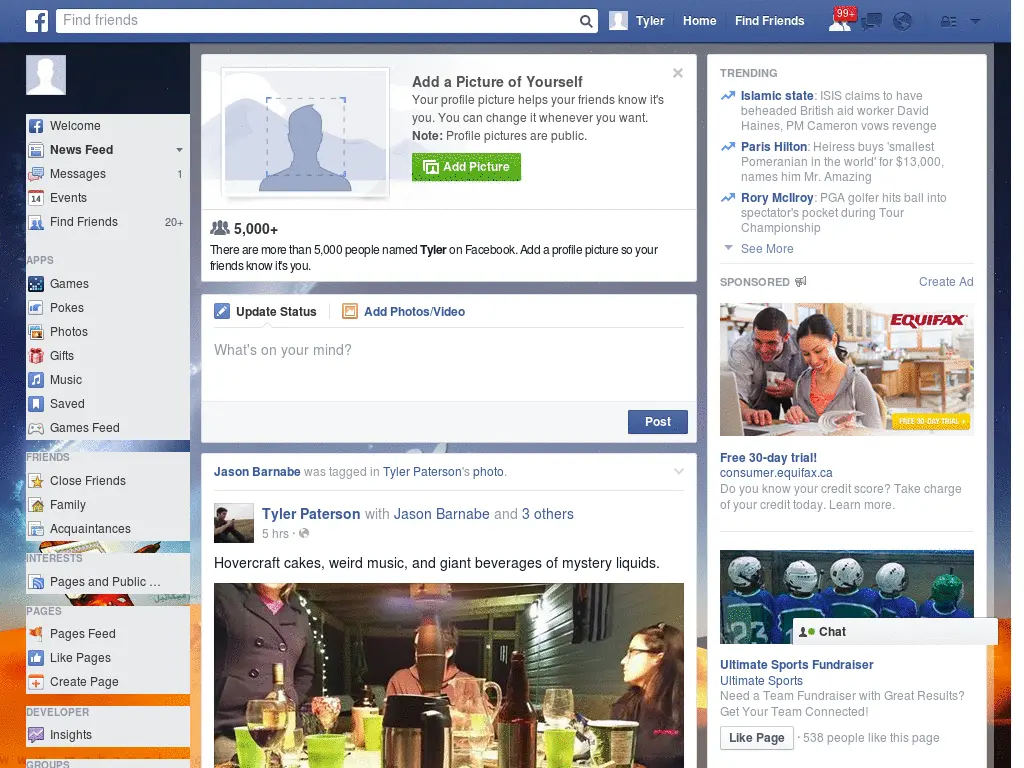 Find friends
Tyler
Home
Find Friends
99+
Welcome
News Feed
Messages 1
14 Events
Find Friends 20+
APPS
Games
Pokes
Photos
Gifts
Music
Saved
Games Feed
FRIENDS
Close Friends
Family
Acquaintances
INTERESTS
Pages and Public ...
PAGES
Pages Feed
Like Pages
Create Page
DEVELOPER
Insights
GROUPS
Add a Picture of Yourself
Your profile picture helps your friends know it's
you. You can change it whenever you want.
Note: Profile pictures are public.
Add Picture
5,000+
There are more than 5,000 people named Tyler on Facebook. Add a profile picture so your
friends know it's you.
Update Status
Add Photos/Video
What's on your mind?
Post
Jason Barnabe was tagged in Tyler Paterson's photo.
Tyler Paterson with Jason Barnabe and 3 others
5 hrs ·
Hovercraft cakes, weird music, and giant beverages of mystery liquids.
TRENDING
Islamic state: ISIS claims to have
beheaded British aid worker David
Haines, PM Cameron vows revenge
Paris Hilton: Heiress buys 'smallest
Pomeranian in the world' for $13,000,
names him Mr. Amazing
Rory McIlroy: PGA golfer hits ball into
spectator's pocket during Tour
Championship
See More
SPONSORED
Create Ad
EQUIFAX
FREE 30-DAY TRIAL
Free 30-day trial!
consumer.equifax.ca
Do you know your credit score? Take charge
of your credit today. Learn more.
23
Chat
Ultimate Sports Fundraiser
Ultimate Sports
Need a Team Fundraiser with Great Results?
Get Your Team Connected!
Like Page · 538 people like this page